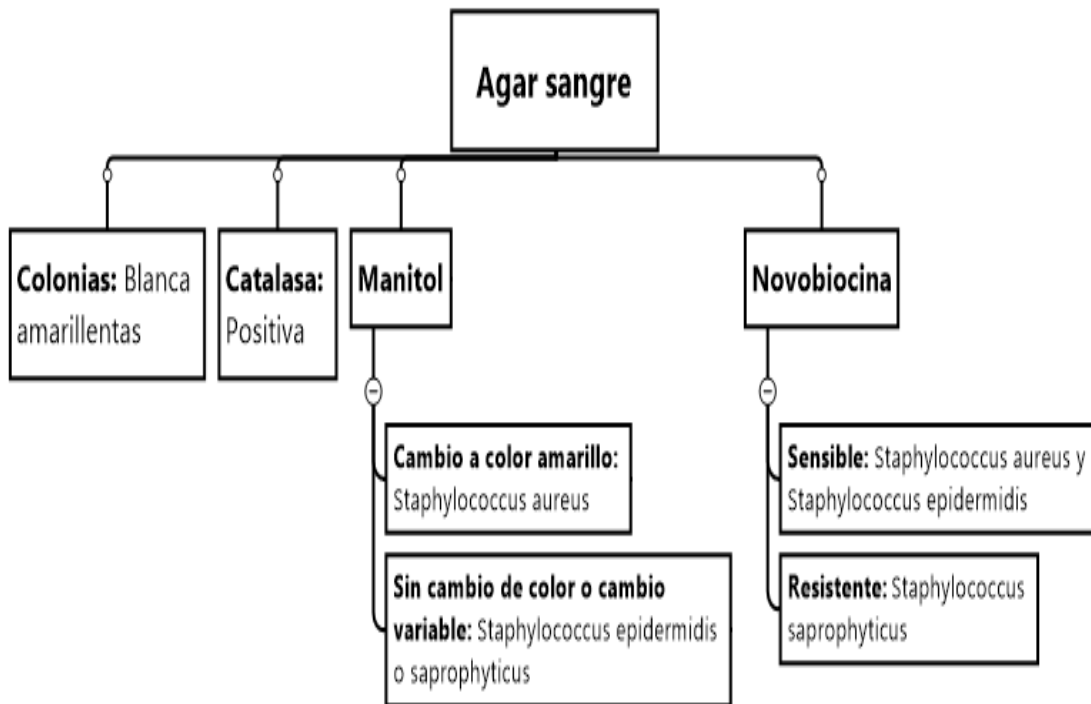 Agar sangre
Colonias: Blanca
amarillentas
Catalasa:
Positiva
Manitol
Novobiocina
Cambio a color amarillo:
Staphylococcus aureus
Sin cambio de color o cambio
variable: Staphylococcus epidermidis
o saprophyticus
Sensible: Staphylococcus aureus y
Staphylococcus epidermidis
Resistente: Staphylococcus
saprophyticus